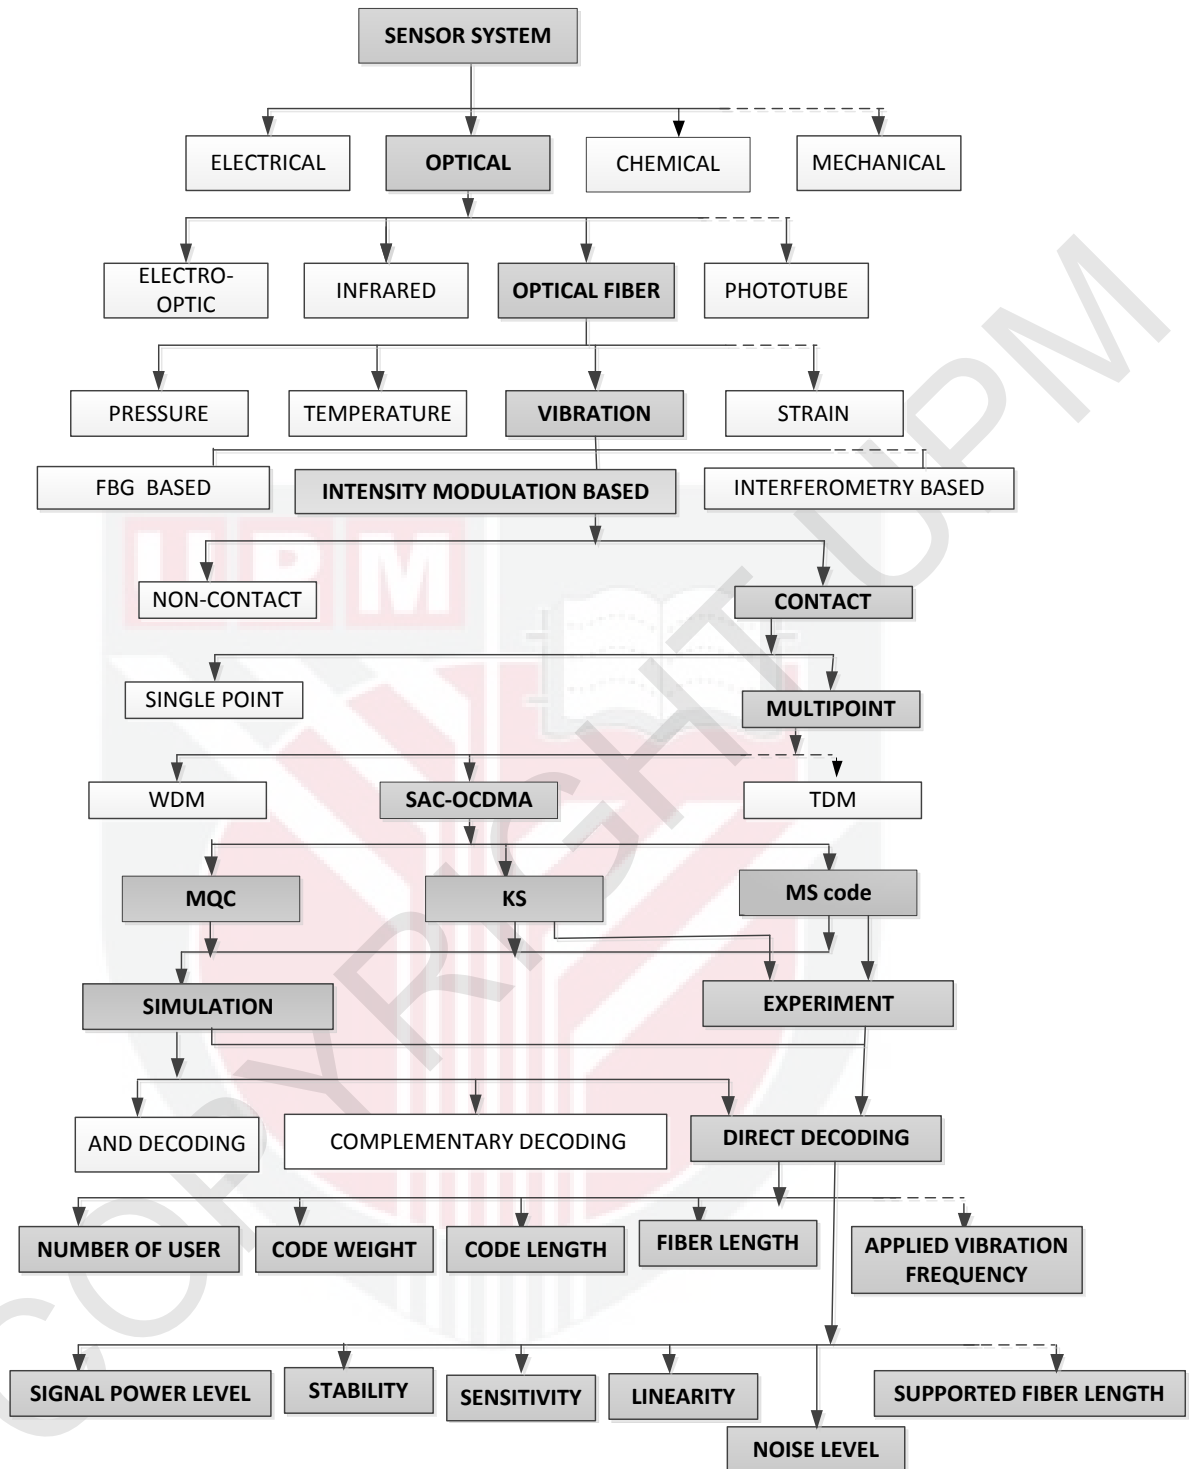 SENSOR SYSTEM
ELECTRICAL
OPTICAL
CHEMICAL
MECHANICAL
ELECTRO-
OPTIC
INFRARED
OPTICAL FIBER
PHOTOTUBE
PRESSURE
TEMPERATURE
VIBRATION
STRAIN
FBG BASED
INTENSITY MODULATION BASED
INTERFEROMETRY BASED
UPM
NON-CONTACT
CONTACT
SINGLE POINT
MULTIPOINT
WDM
SAC-OCDMA
TDM
MQC
KS
MS code
SIMULATION
EXPERIMENT
AND DECODING
COMPLEMENTARY DECODING
DIRECT DECODING
NUMBER OF USER
CODE WEIGHT
CODE LENGTH
FIBER LENGTH
APPLIED VIBRATION
FREQUENCY
SIGNAL POWER LEVEL
STABILITY
SENSITIVITY
LINEARITY
SUPPORTED FIBER LENGTH
NOISE LEVEL
COPYRIGHT UPM